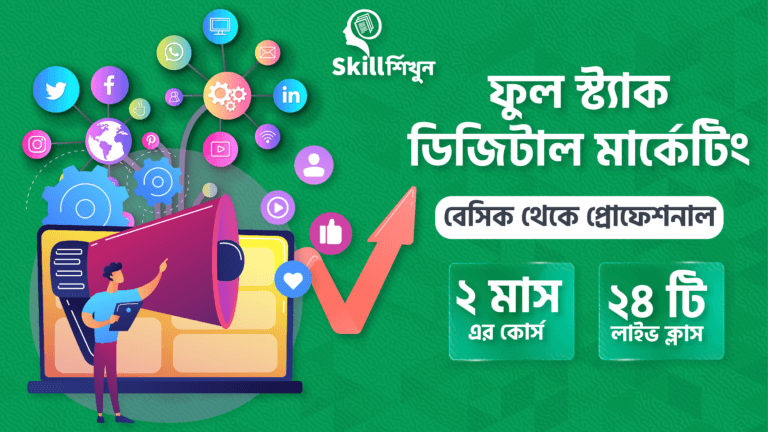 Skillশিখুন
ফুল স্ট্যাক
ডিজিটাল মার্কেটিং
বেসিক থেকে প্রোফেশনাল
২ মাস
এর কোর্স
২৪ টি
লাইভ ক্লাস